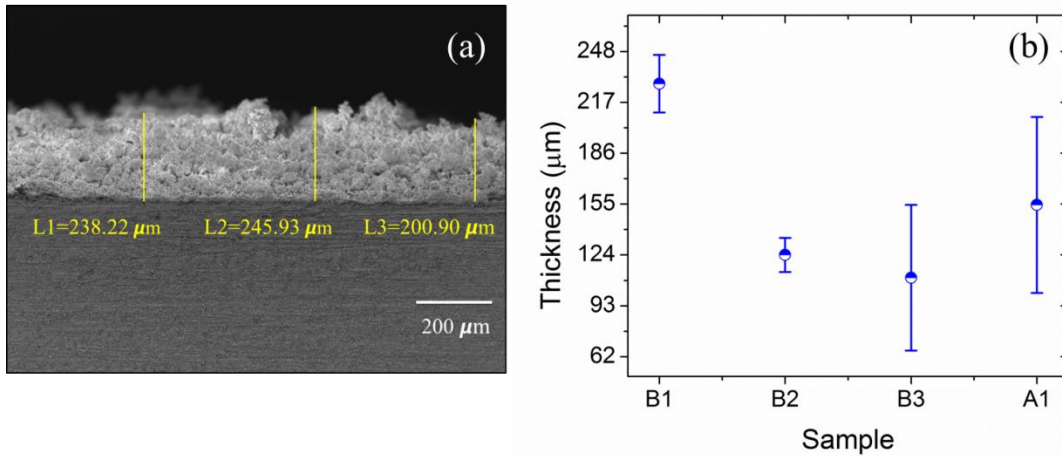 (a)
L1=238.22 μm L2=245.93 μm L3=200.90 μm
200 μm
(b)
Thickness (μm)
248
217
186
155
124
93
62
B1 B2 B3 A1
Sample